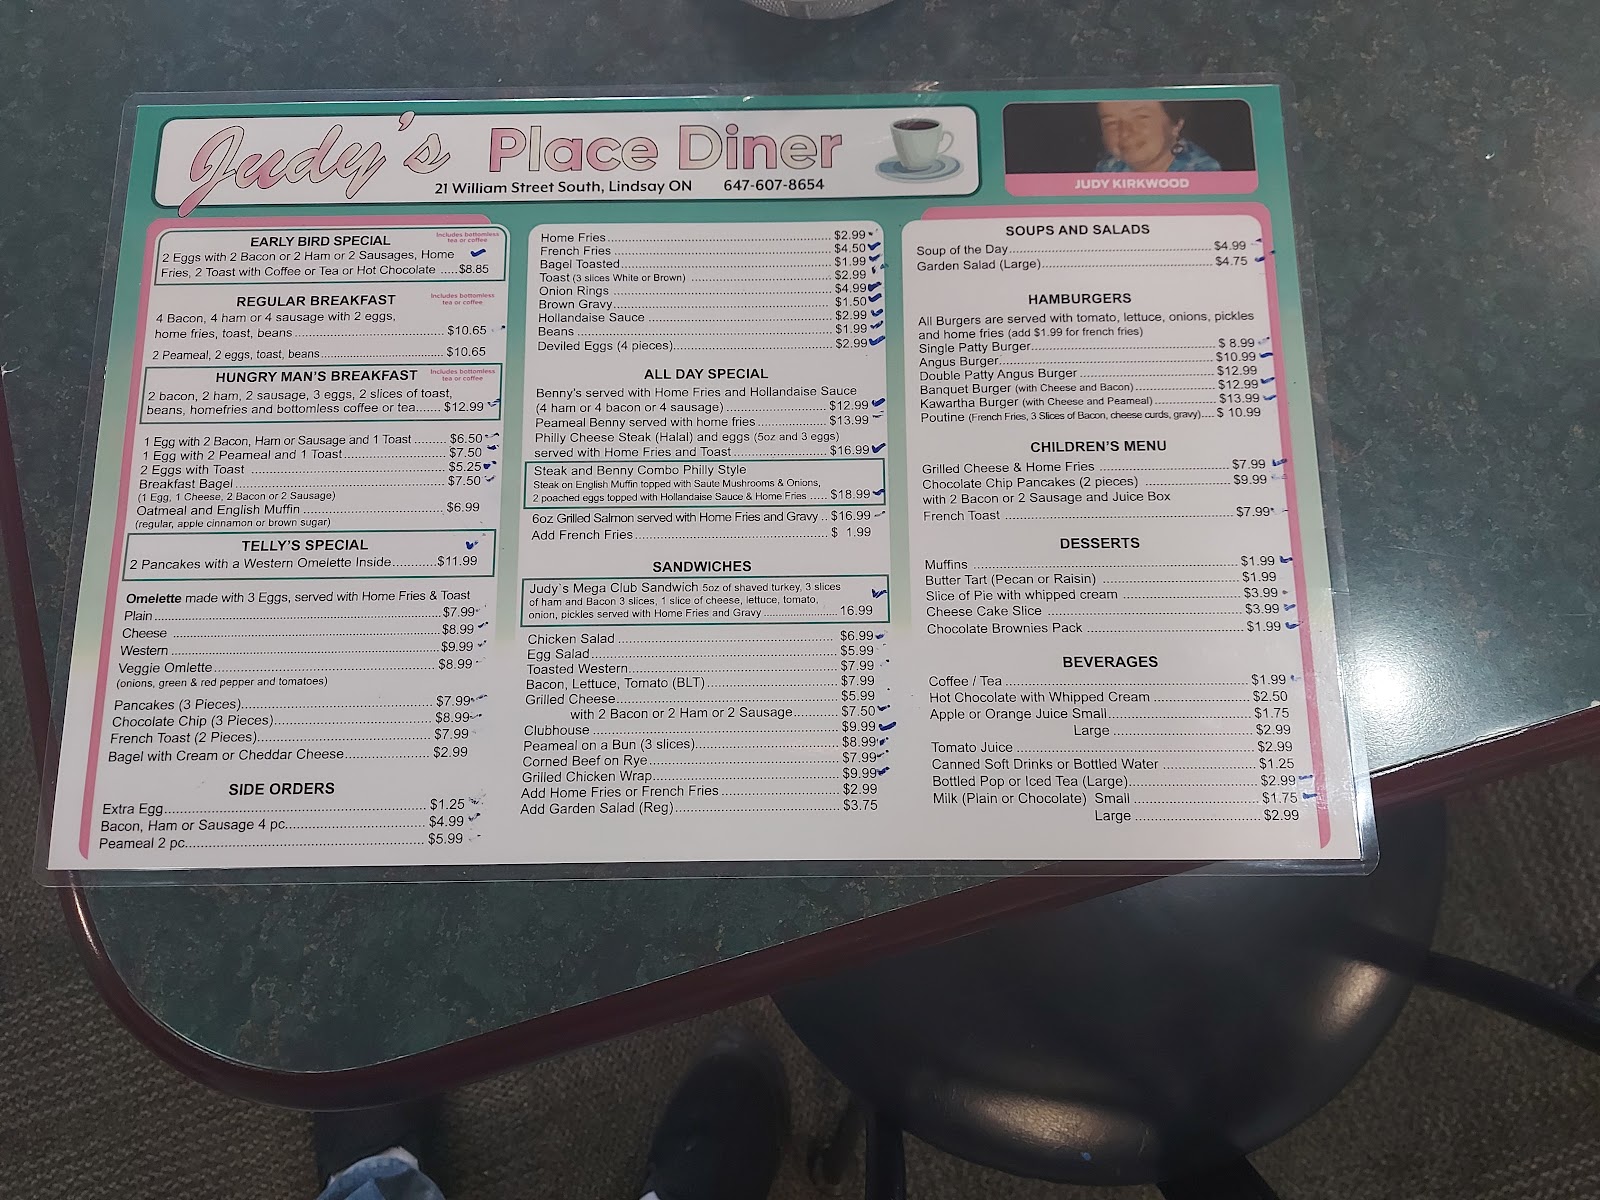 Judy's Place Diner
21 William Street South, Lindsay ON 647-607-8654
JUDY KIRKWOOD
EARLY BIRD SPECIAL
Includes bottomless
tea or coffee
2 Eggs with 2 Bacon or 2 Ham or 2 Sausages, Home
Fries, 2 Toast with Coffee or Tea or Hot Chocolate .....$8.85
REGULAR BREAKFAST
Includes bottomless
tea or coffee
4 Bacon, 4 ham or 4 sausage with 2 eggs,
home fries, toast, beans ........ $10.65
2 Peameal, 2 eggs, toast, beans ........ $10.65
HUNGRY MAN'S BREAKFAST
Includes bottomless
tea or coffee
2 bacon, 2 ham, 2 sausage, 3 eggs, 2 slices of toast,
beans, homefries and bottomless coffee or tea....... $12.99
1 Egg with 2 Bacon, Ham or Sausage and 1 Toast ........ $6.50
1 Egg with 2 Peameal and 1 Toast ........ $7.50
2 Eggs with Toast ........ $5.25
Breakfast Bagel ........ $7.50
(1 Egg, 1 Cheese, 2 Bacon or 2 Sausage)
Oatmeal and English Muffin ........ $6.99
(regular, apple cinnamon or brown sugar)
TELLY'S SPECIAL
2 Pancakes with a Western Omelette Inside...........$11.99
Omelette made with 3 Eggs, served with Home Fries & Toast
Plain ........ $7.99
Cheese ........ $8.99
Western ........ $9.99
Veggie Omlette ........ $8.99
(onions, green & red pepper and tomatoes)
Pancakes (3 Pieces) ........ $7.99
Chocolate Chip (3 Pieces) ........ $8.99
French Toast (2 Pieces) ........ $7.99
Bagel with Cream or Cheddar Cheese ........ $2.99
SIDE ORDERS
Extra Egg ........ $1.25
Bacon, Ham or Sausage 4 pc. ........ $4.99
Peameal 2 pc. ........ $5.99
Home Fries ........ $2.99
French Fries ........ $4.50
Bagel Toasted ........ $1.99
Toast (3 slices White or Brown) ........ $2.99
Onion Rings ........ $4.99
Brown Gravy ........ $1.50
Hollandaise Sauce ........ $2.99
Beans ........ $1.99
Deviled Eggs (4 pieces) ........ $2.99
ALL DAY SPECIAL
Benny's served with Home Fries and Hollandaise Sauce
(4 ham or 4 bacon or 4 sausage) ........ $12.99
Peameal Benny served with home fries ........ $13.99
Philly Cheese Steak (Halal) and eggs (5oz and 3 eggs)
served with Home Fries and Toast ........ $16.99
Steak and Benny Combo Philly Style
Steak on English Muffin topped with Saute Mushrooms & Onions,
2 poached eggs topped with Hollandaise Sauce & Home Fries ..... $18.99
6oz Grilled Salmon served with Home Fries and Gravy .. $16.99
Add French Fries ........ $ 1.99
SANDWICHES
Judy`s Mega Club Sandwich 5oz of shaved turkey, 3 slices
of ham and Bacon 3 slices, 1 slice of cheese, lettuce, tomato,
onion, pickles served with Home Fries and Gravy ........ 16.99
Chicken Salad ........ $6.99
Egg Salad ........ $5.99
Toasted Western ........ $7.99
Bacon, Lettuce, Tomato (BLT) ........ $7.99
Grilled Cheese ........ $5.99
with 2 Bacon or 2 Ham or 2 Sausage ........ $7.50
Clubhouse ........ $9.99
Peameal on a Bun (3 slices) ........ $8.99
Corned Beef on Rye ........ $7.99
Grilled Chicken Wrap ........ $9.99
Add Home Fries or French Fries ........ $2.99
Add Garden Salad (Reg) ........ $3.75
SOUPS AND SALADS
Soup of the Day ........ $4.99
Garden Salad (Large) ........ $4.75
HAMBURGERS
All Burgers are served with tomato, lettuce, onions, pickles
and home fries (add $1.99 for french fries)
Single Patty Burger ........ $ 8.99
Angus Burger ........ $10.99
Double Patty Angus Burger ........ $12.99
Banquet Burger (with Cheese and Bacon) ........ $12.99
Kawartha Burger (with Cheese and Peameal) ........ $13.99
Poutine (French Fries, 3 Slices of Bacon, cheese curds, gravy).... $ 10.99
CHILDREN'S MENU
Grilled Cheese & Home Fries ........ $7.99
Chocolate Chip Pancakes (2 pieces) ........ $9.99
with 2 Bacon or 2 Sausage and Juice Box
French Toast ........ $7.99
DESSERTS
Muffins ........ $1.99
Butter Tart (Pecan or Raisin) ........ $1.99
Slice of Pie with whipped cream ........ $3.99
Cheese Cake Slice ........ $3.99
Chocolate Brownies Pack ........ $1.99
BEVERAGES
Coffee / Tea ........ $1.99
Hot Chocolate with Whipped Cream ........ $2.50
Apple or Orange Juice Small ........ $1.75
Large ........ $2.99
Tomato Juice ........ $2.99
Canned Soft Drinks or Bottled Water ........ $1.25
Bottled Pop or Iced Tea (Large) ........ $2.99
Milk (Plain or Chocolate) Small ........ $1.75
Large ........ $2.99